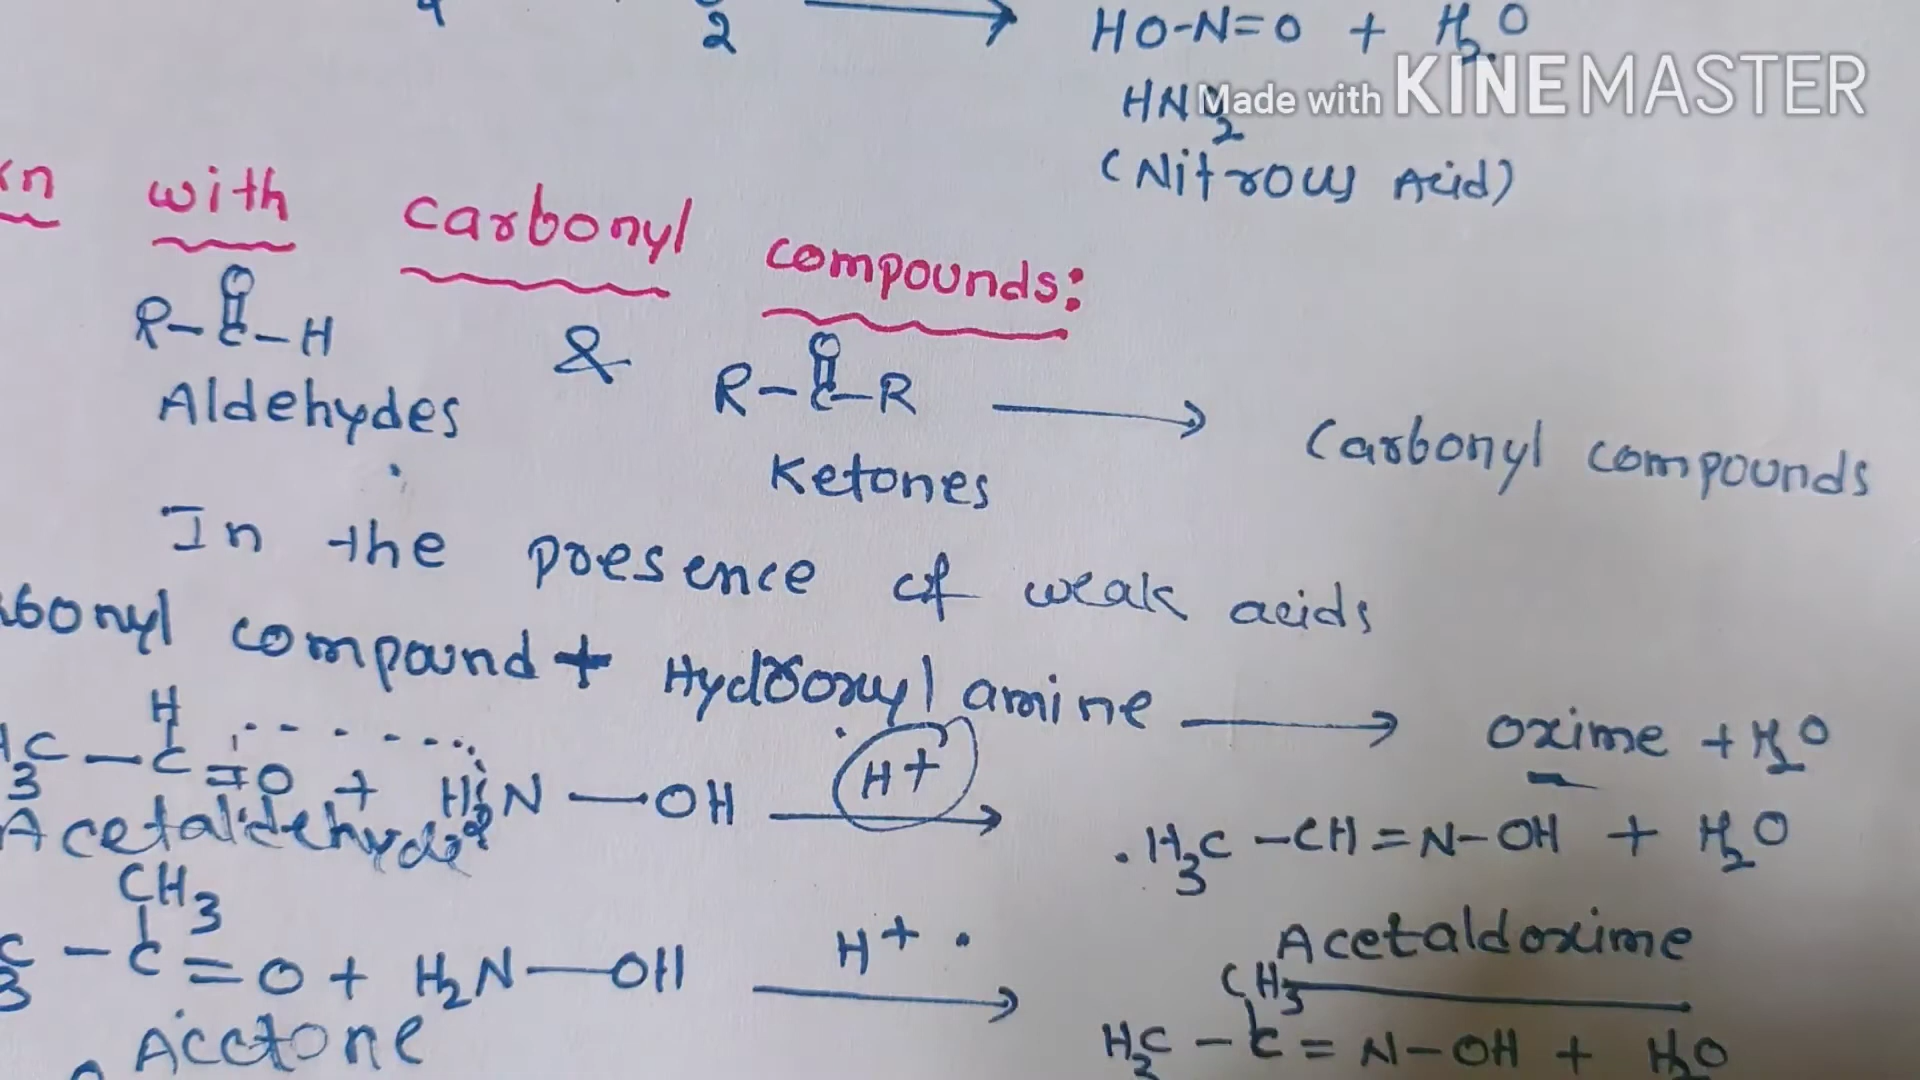 2 → HO-N=O + H₂O
HNO₂
Made with KINEMASTER
(Nitrous Acid)
with carbonyl compounds:
O O
R-C-H & R-C-R → Carbonyl compounds
Aldehydes Ketones
In the presence of weak acids
bonyl compound + Hydroxyl amine → oxime + H₂O
H
₃C-C=O + H₂N-OH H+ → H₃C-CH=N-OH + H₂O
Acetaldehyde Acetaldoxime
CH₃ CH₃
C-C=O + H₂N-OH H+ → H₃C-C=N-OH + H₂O
Acetone